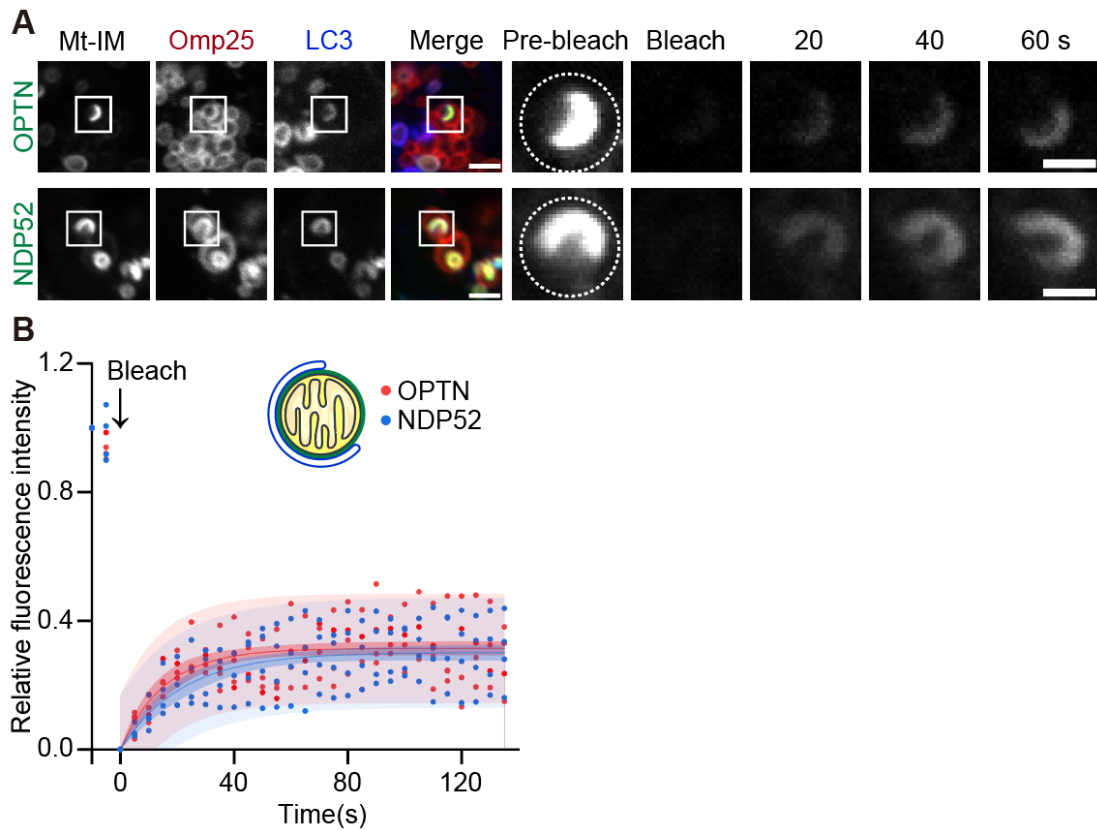 A
Mt-IM Omp25 LC3 Merge Pre-bleach Bleach 20 40 60 s
OPTN
NDP52
B
Relative fluorescence intensity
1.2
0.8
0.4
0.0
Bleach
OPTN
NDP52
0 40 80 120
Time(s)